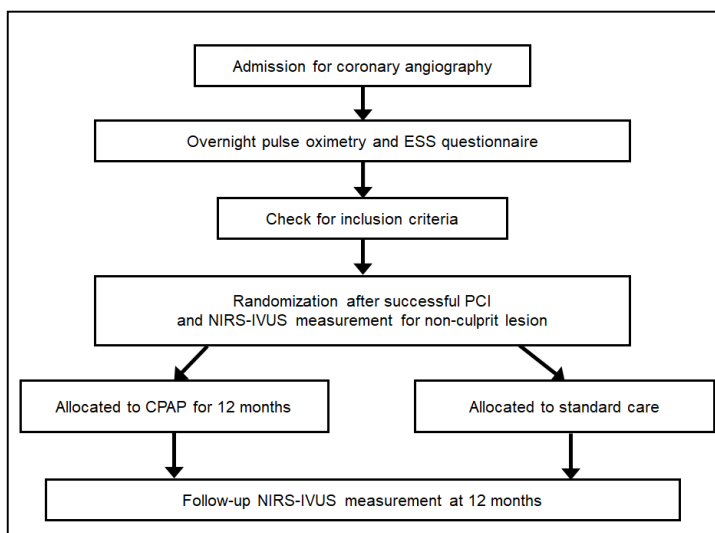 Admission for coronary angiography
Overnight pulse oximetry and ESS questionnaire
Check for inclusion criteria
Randomization after successful PCI
and NIRS-IVUS measurement for non-culprit lesion
Allocated to CPAP for 12 months
Allocated to standard care
Follow-up NIRS-IVUS measurement at 12 months